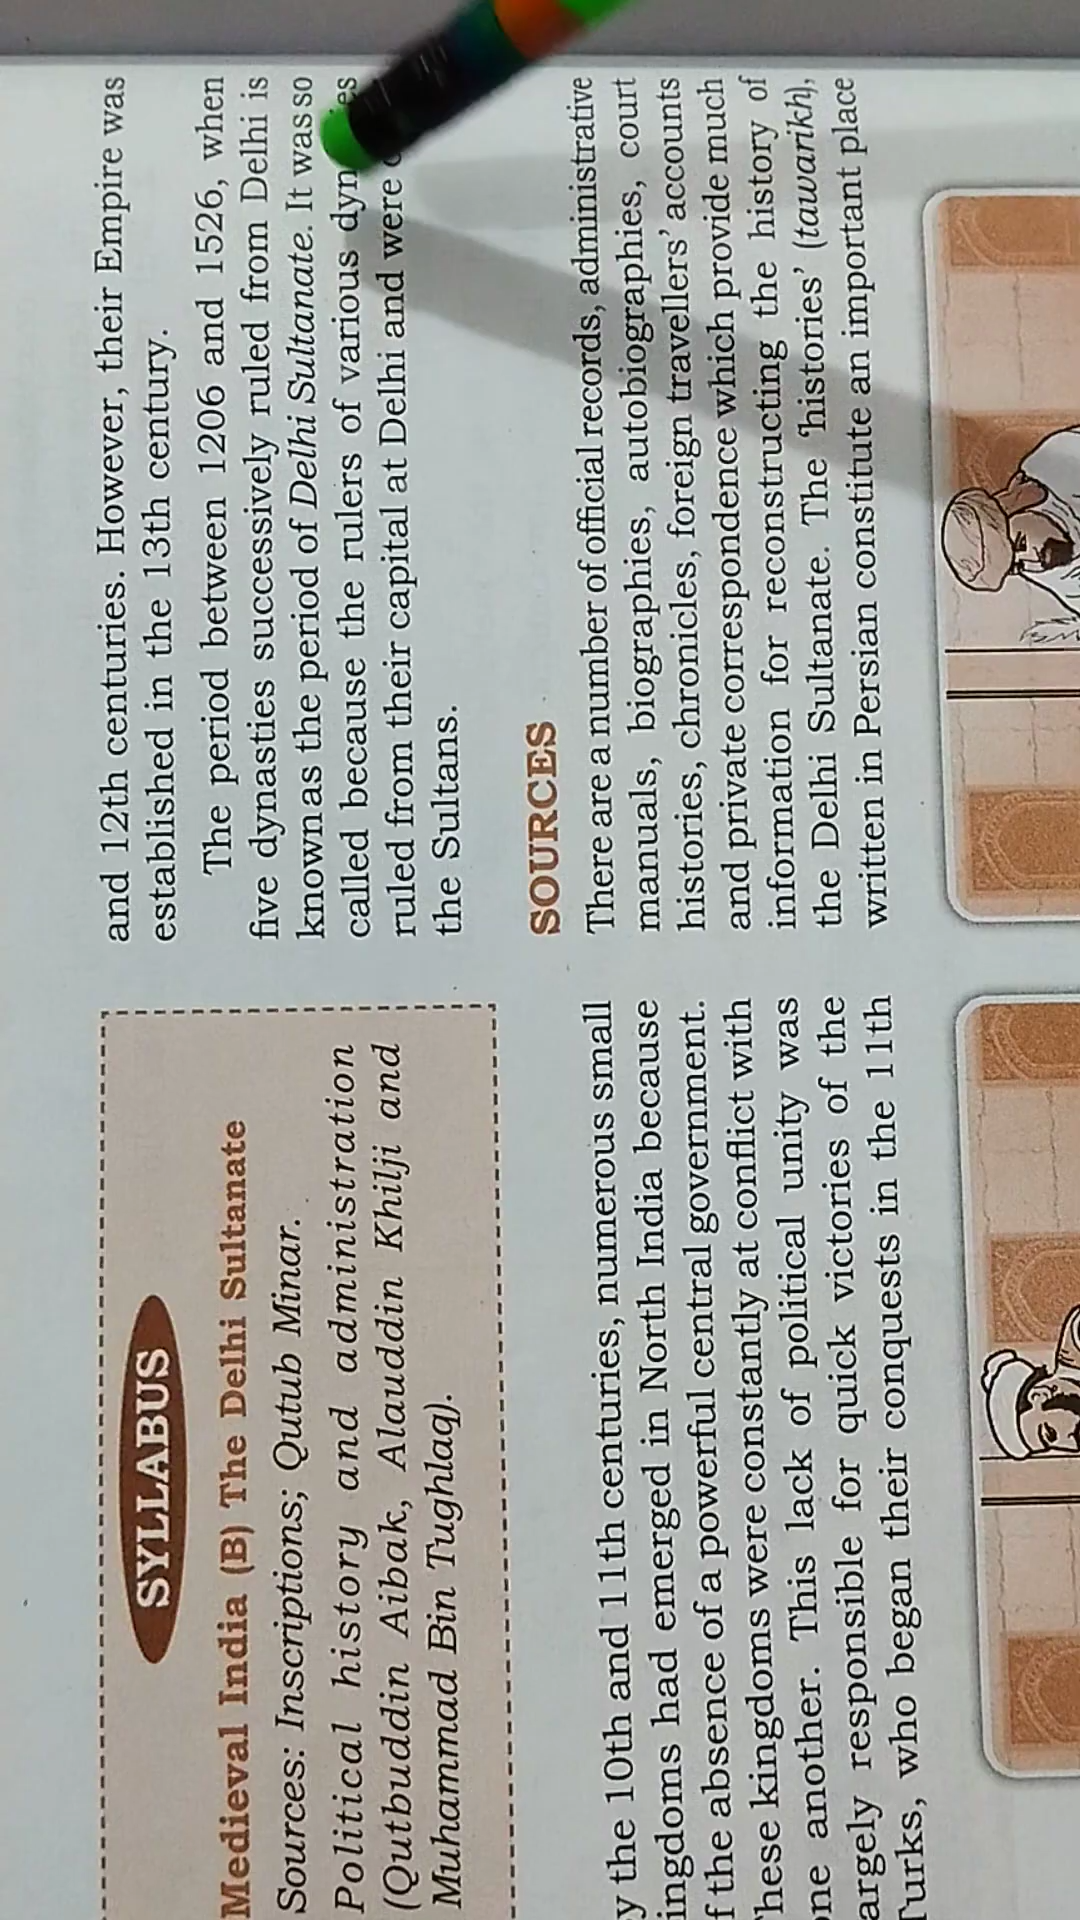 SYLLABUS
Medieval India (B) The Delhi Sultanate
Sources: Inscriptions; Qutub Minar.
Political history and administration
(Qutbuddin Aibak, Alauddin Khilji and
Muhammad Bin Tughlaq).
y the 10th and 11th centuries, numerous small
ingdoms had emerged in North India because
f the absence of a powerful central government.
hese kingdoms were constantly at conflict with
one another. This lack of political unity was
argely responsible for quick victories of the
Turks, who began their conquests in the 11th
and 12th centuries. However, their Empire was
established in the 13th century.
The period between 1206 and 1526, when
five dynasties successively ruled from Delhi is
known as the period of Delhi Sultanate. It was so
called because the rulers of various
ruled from their capital at Delhi and were
the Sultans.
SOURCES
There are a number of official records, administrative
manuals, biographies, autobiographies, court
histories, chronicles, foreign travellers' accounts
and private correspondence which provide much
information for reconstructing the history of
the Delhi Sultanate. The 'histories' (tawarikh),
written in Persian constitute an important place